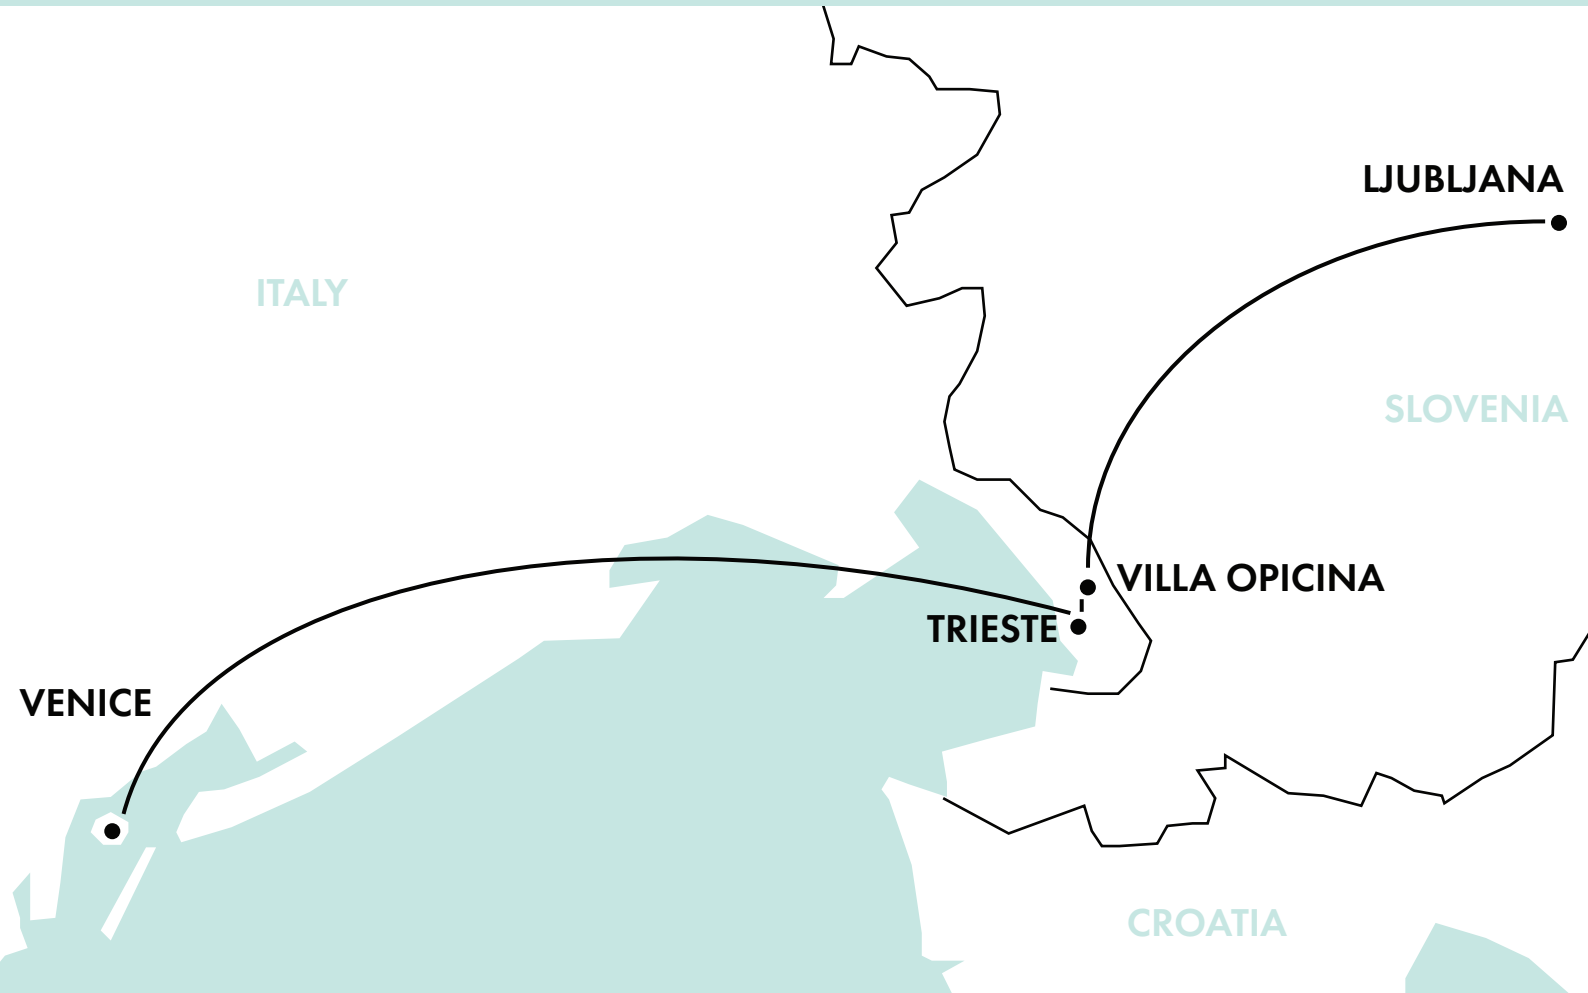 LJUBLJANA
ITALY
SLOVENIA
VILLA OPICINA
TRIESTE
VENICE
CROATIA